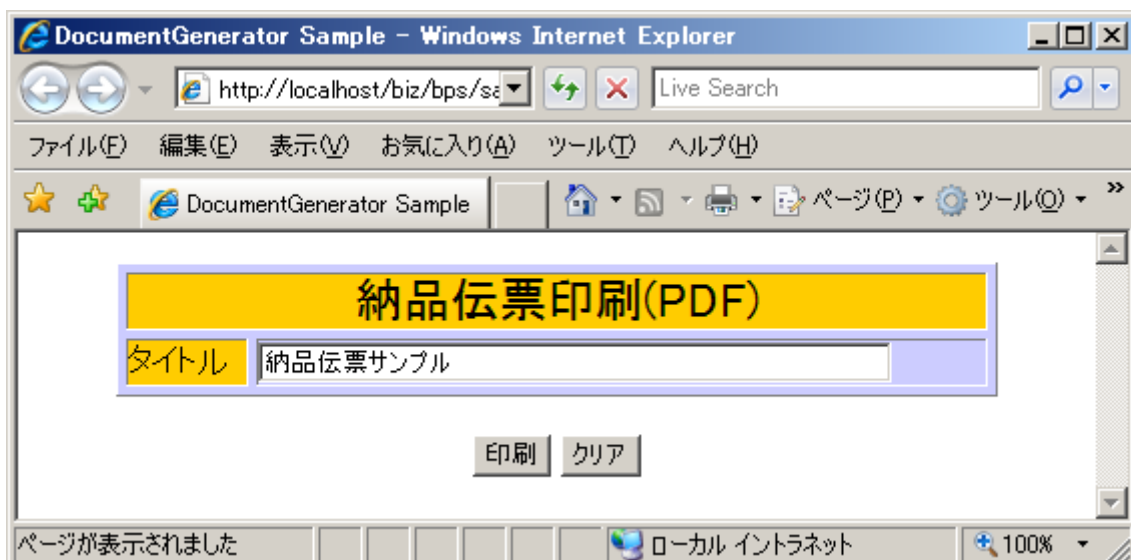 DocumentGenerator Sample - Windows Internet Explorer
http://localhost/biz/bps/sa
Live Search
ファイル(F) 編集(E) 表示(V) お気に入り(A) ツール(T) ヘルプ(H)
DocumentGenerator Sample ページ(P) ツール(O) »
納品伝票印刷(PDF)
タイトル 納品伝票サンプル
印刷 クリア
ページが表示されました ローカル イントラネット 100%